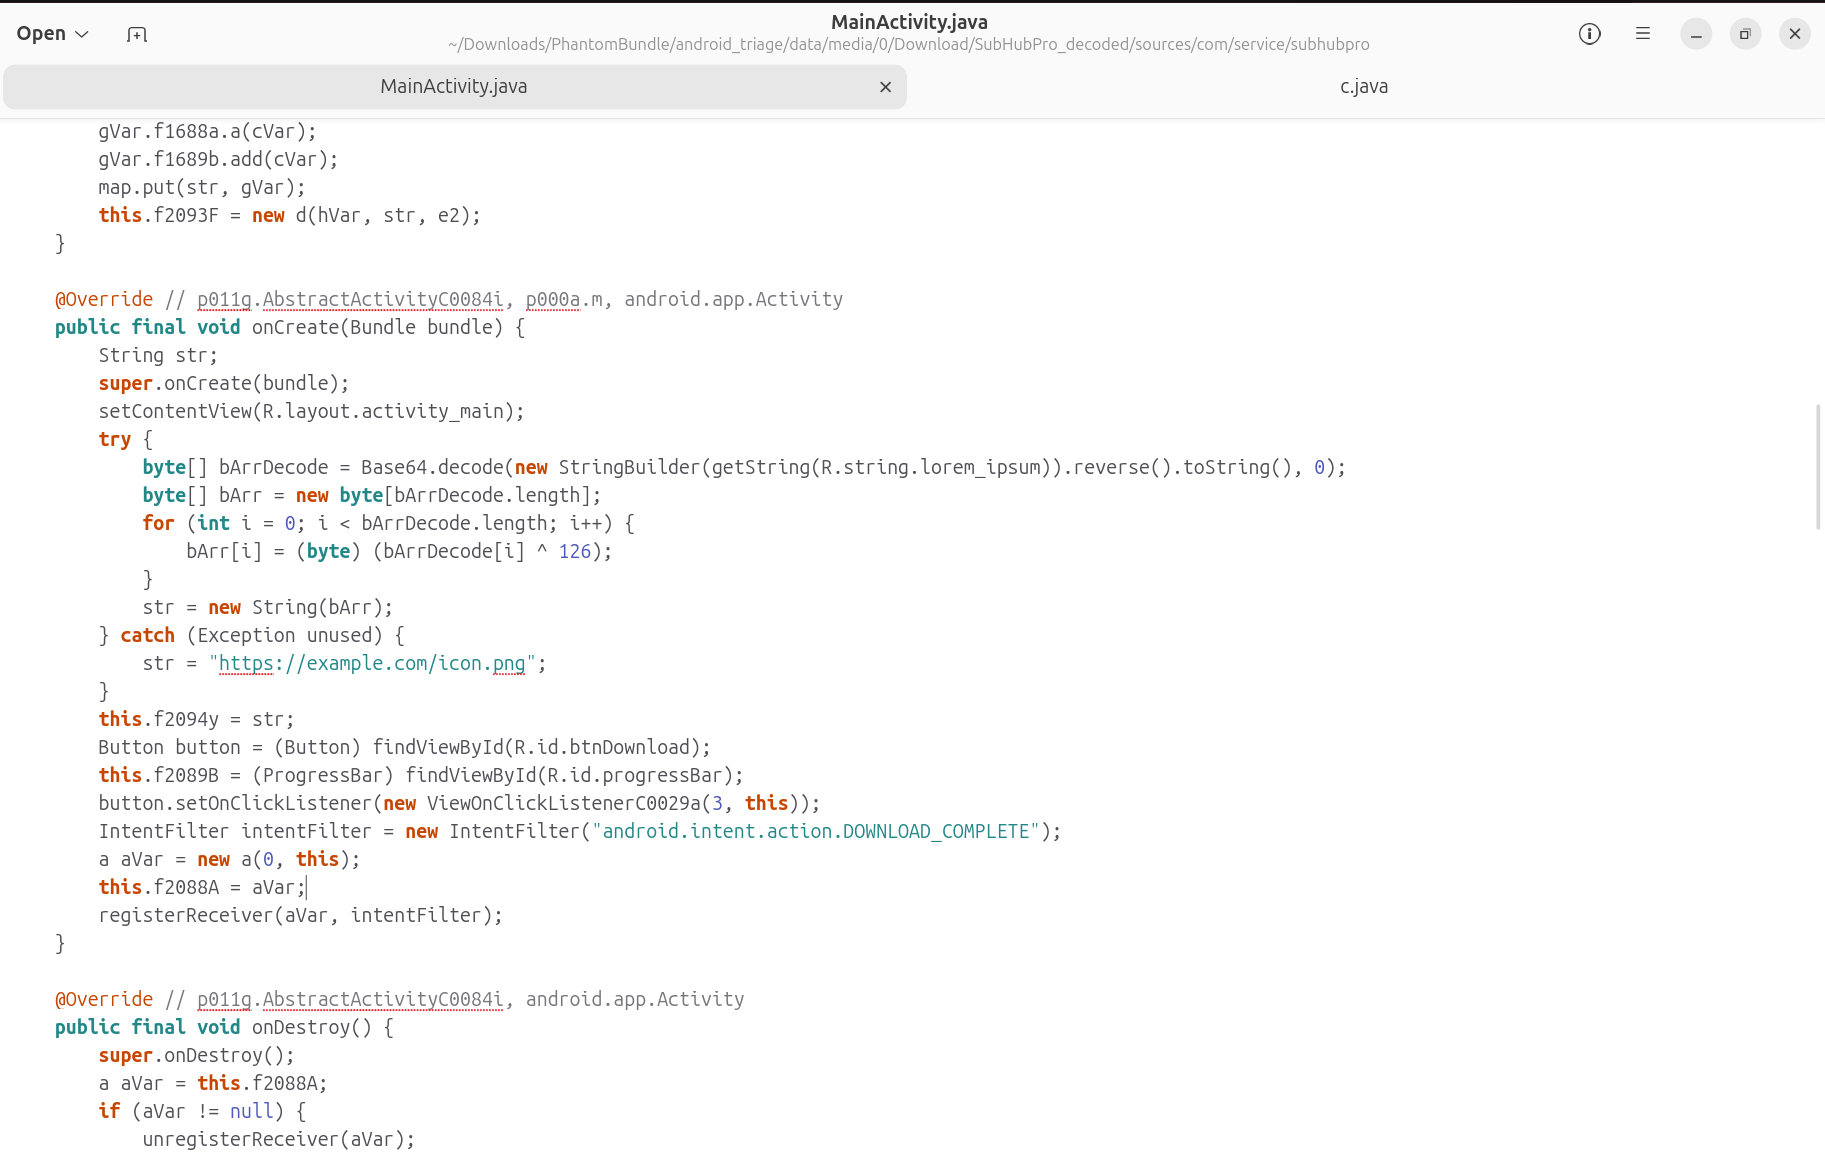 Open
MainActivity.java
~/Downloads/PhantomBundle/android_triage/data/media/0/Download/SubHubPro_decoded/sources/com/service/subhubpro
MainActivity.java
c.java
gVar.f1688a.a(cVar);
gVar.f1689b.add(cVar);
map.put(str, gVar);
this.f2093F = new d(hVar, str, e2);
}
@Override // p011g.AbstractActivityC0084i, p000a.m, android.app.Activity
public final void onCreate(Bundle bundle) {
String str;
super.onCreate(bundle);
setContentView(R.layout.activity_main);
try {
byte[] bArrDecode = Base64.decode(new StringBuilder(getString(R.string.lorem_ipsum)).reverse().toString(), 0);
byte[] bArr = new byte[bArrDecode.length];
for (int i = 0; i < bArrDecode.length; i++) {
bArr[i] = (byte) (bArrDecode[i] ^ 126);
}
str = new String(bArr);
} catch (Exception unused) {
str = "https://example.com/icon.png";
}
this.f2094y = str;
Button button = (Button) findViewById(R.id.btnDownload);
this.f2089B = (ProgressBar) findViewById(R.id.progressBar);
button.setOnClickListener(new ViewOnClickListenerC0029a(3, this));
IntentFilter intentFilter = new IntentFilter("android.intent.action.DOWNLOAD_COMPLETE");
a aVar = new a(0, this);
this.f2088A = aVar;
registerReceiver(aVar, intentFilter);
}
@Override // p011g.AbstractActivityC0084i, android.app.Activity
public final void onDestroy() {
super.onDestroy();
a aVar = this.f2088A;
if (aVar != null) {
unregisterReceiver(aVar);